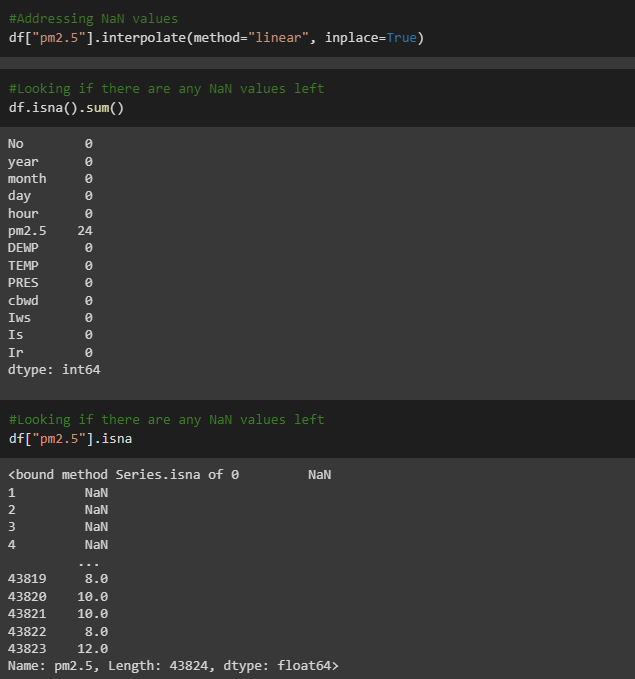 #Addressing NaN values
df["pm2.5"].interpolate(method="linear", inplace=True)
#Looking if there are any NaN values left
df.isna().sum()
No 0
year 0
month 0
day 0
hour 0
pm2.5 24
DEWP 0
TEMP 0
PRES 0
cbwd 0
Iws 0
Is 0
Ir 0
dtype: int64
#Looking if there are any NaN values left
df["pm2.5"].isna
<bound method Series.isna of 0 NaN
1 NaN
2 NaN
3 NaN
4 NaN
...
43819 8.0
43820 10.0
43821 10.0
43822 8.0
43823 12.0
Name: pm2.5, Length: 43824, dtype: float64>